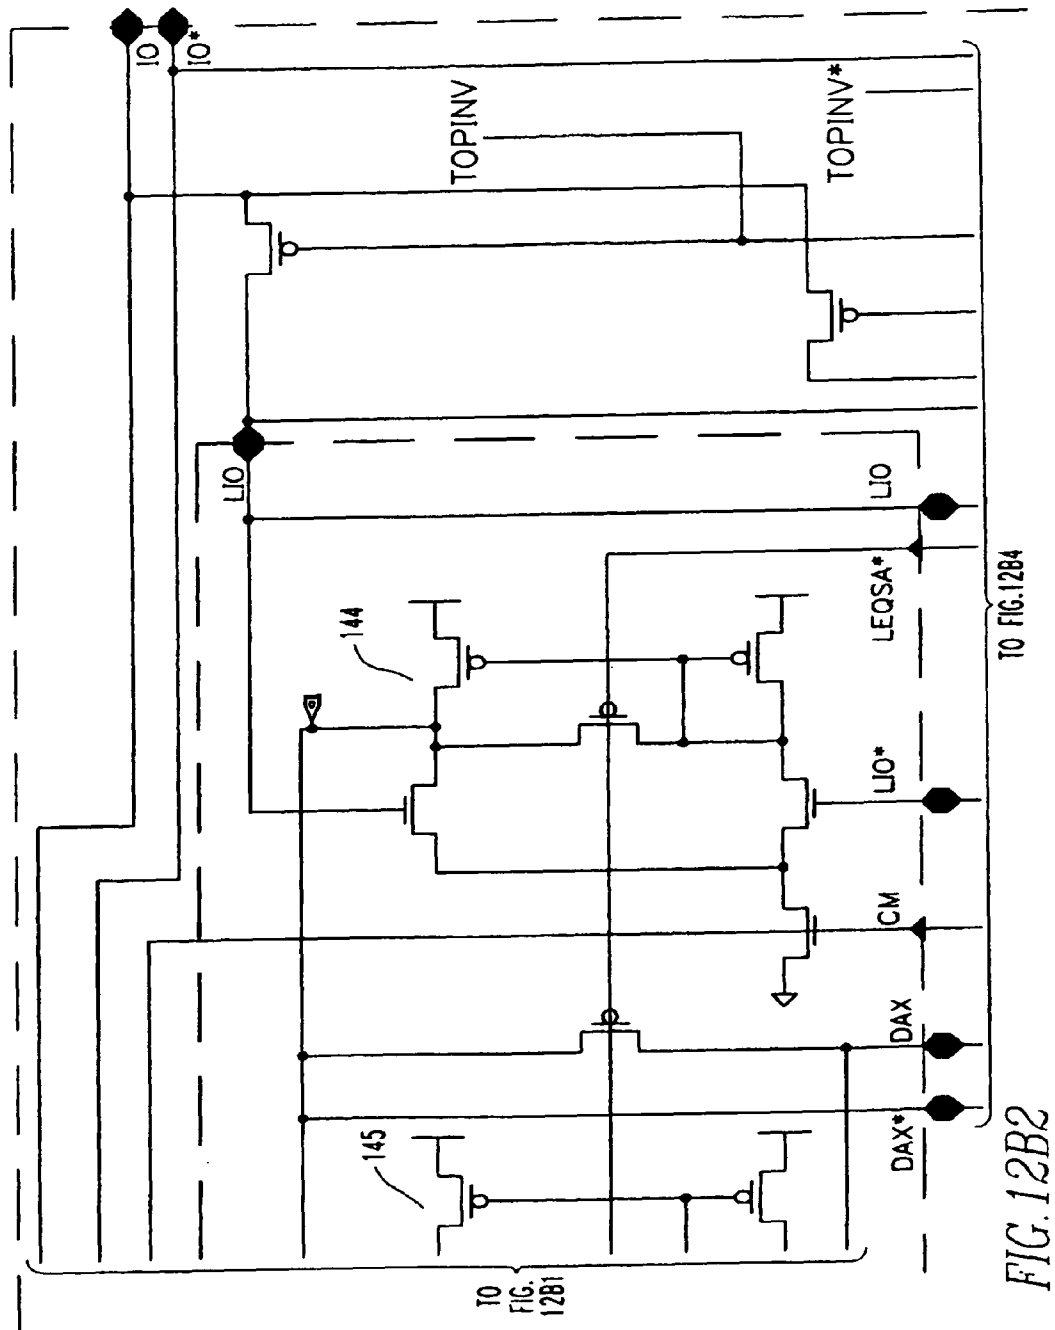 IO
IO*
TOPINV
TOPINV*
LIO
LIO
LEQSA*
144
LIO*
CM
DAX
DAX*
145
TO FIG.12B4
TO
FIG.
12B1
FIG. 12B2